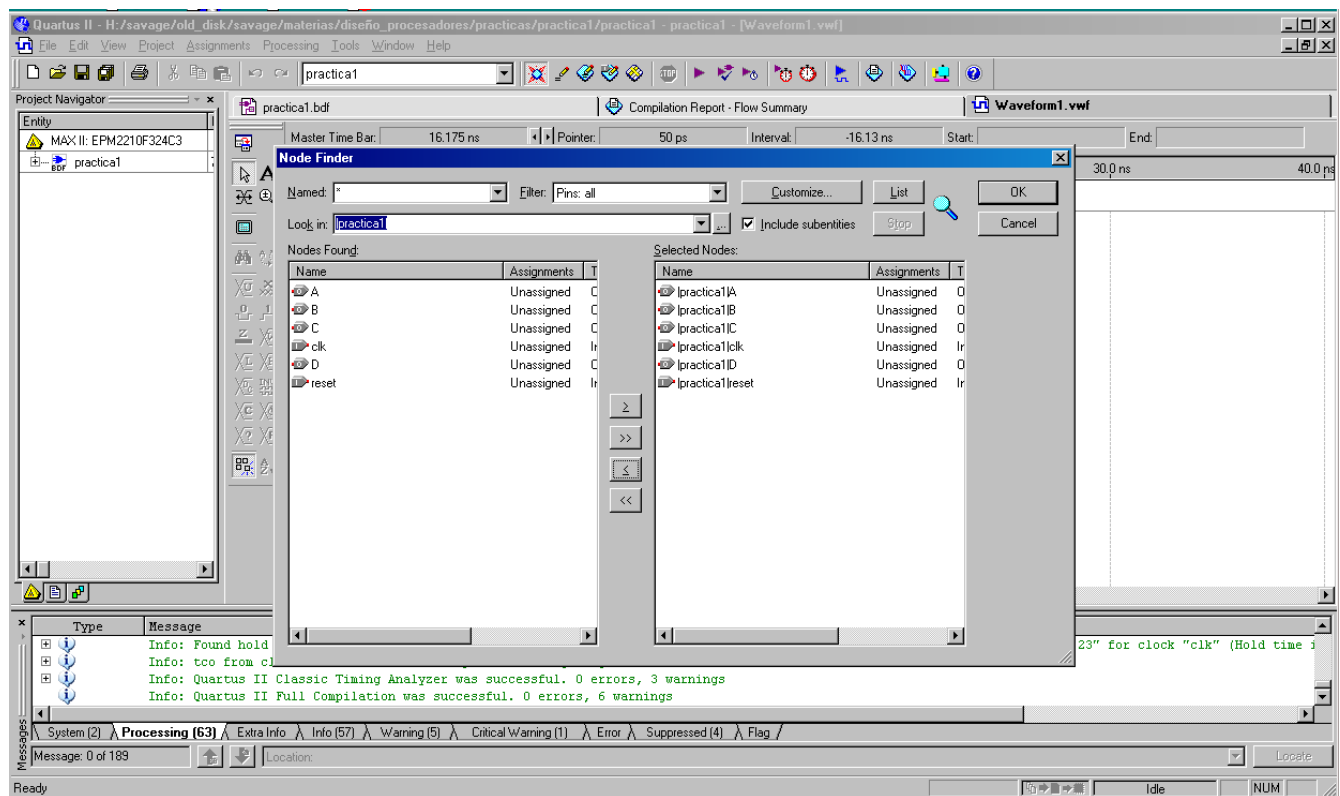 Quartus II - H:/savage/old_disk/savage/materias/diseño_procesadores/practicas/practica1/practica1 - practica1 - [Waveform1.vwf]
File Edit View Project Assignments Processing Tools Window Help
practica1
Project Navigator
practica1.bdf Compilation Report - Flow Summary Waveform1.vwf
Entity
MAX II: EPM2210F324C3
practica1
Master Time Bar: 16.175 ns Pointer: 50 ps Interval: -16.13 ns Start: End:
30.0 ns 40.0 ns
Node Finder
Named: * Filter: Pins: all Customize... List OK
Look in: |practica1| ... Include subentities Stop Cancel
Nodes Found: Selected Nodes:
Name Assignments T Name Assignments T
A Unassigned O |practica1|A Unassigned O
B Unassigned O |practica1|B Unassigned O
C Unassigned O |practica1|C Unassigned O
clk Unassigned In |practica1|clk Unassigned In
D Unassigned O |practica1|D Unassigned O
reset Unassigned In |practica1|reset Unassigned In
≥
>>
≤
<<
Type Message
Info: Found hold 23" for clock "clk" (Hold time i
Info: tco from cl
Info: Quartus II Classic Timing Analyzer was successful. 0 errors, 3 warnings
Info: Quartus II Full Compilation was successful. 0 errors, 6 warnings
System (2) Processing (63) Extra Info Info (57) Warning (5) Critical Warning (1) Error Suppressed (4) Flag
Messages
Message: 0 of 189 Location: Locate
Ready Idle NUM